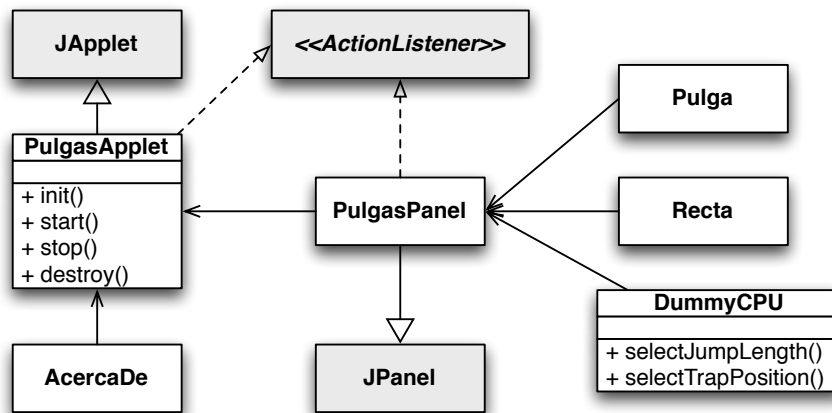 JApplet
<<ActionListener>>
PulgasApplet
+ init()
+ start()
+ stop()
+ destroy()
PulgasPanel
Pulga
Recta
DummyCPU
+ selectJumpLength()
+ selectTrapPosition()
AcercaDe
JPanel